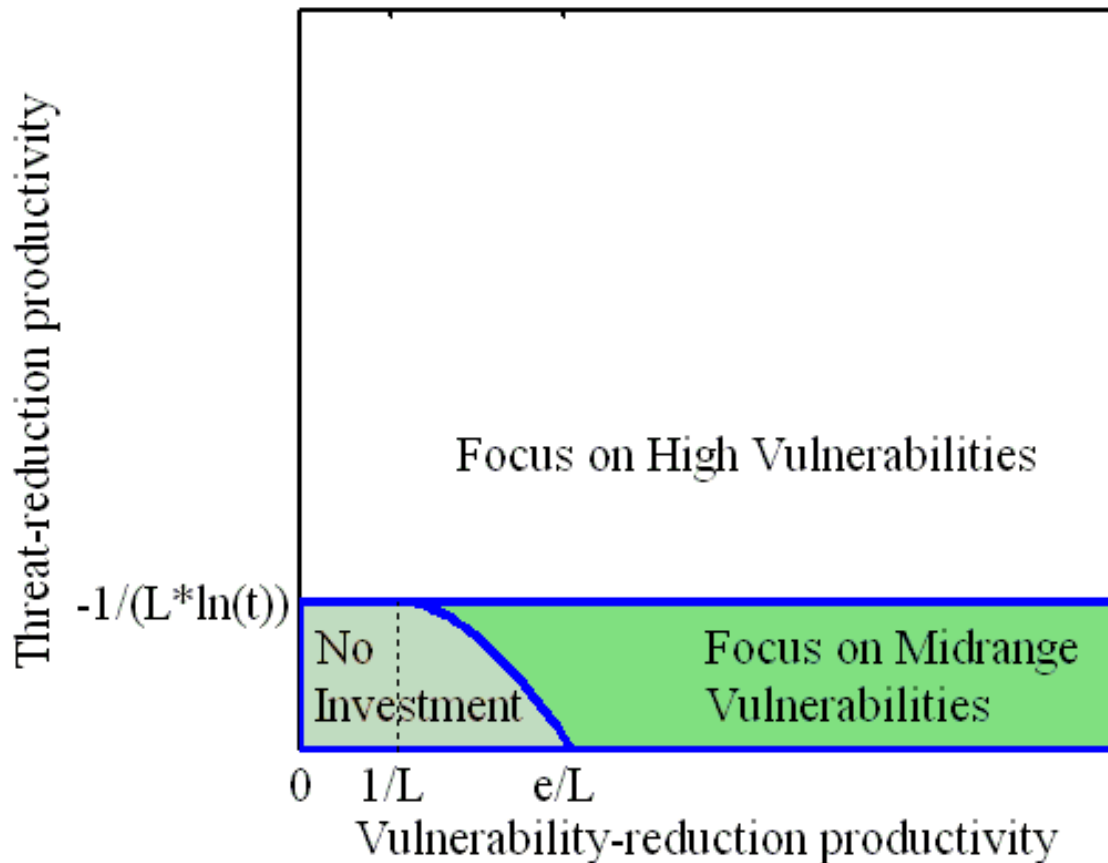 Threat-reduction productivity
Focus on High Vulnerabilities
-1/(L*ln(t))
No
Investment
Focus on Midrange
Vulnerabilities
0 1/L e/L
Vulnerability-reduction productivity